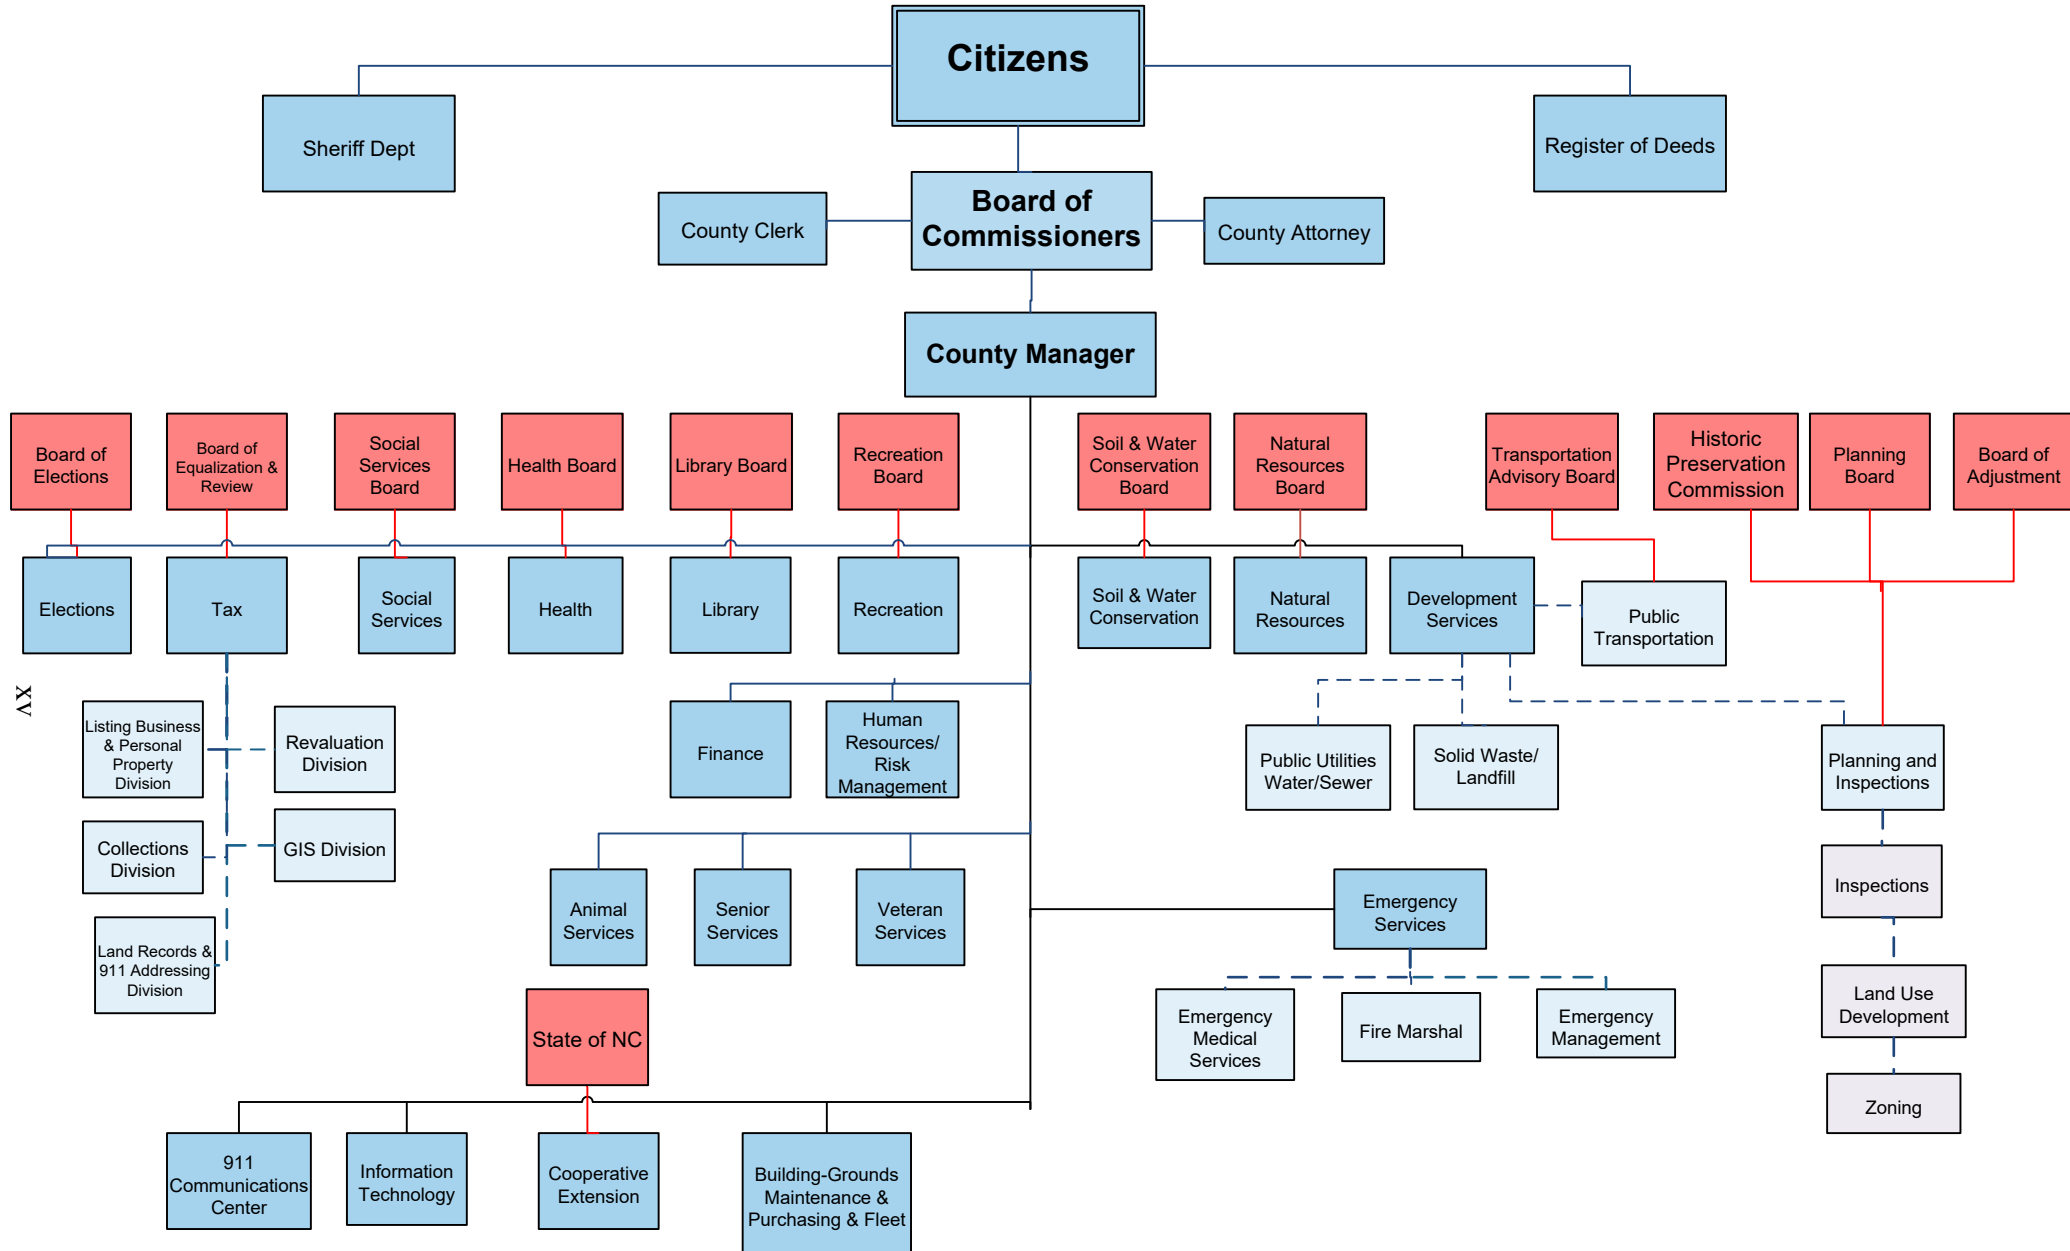 Citizens
Sheriff Dept
Register of Deeds
Board of
Commissioners
County Clerk
County Attorney
County Manager
Board of
Elections
Board of
Equalization &
Review
Social
Services
Board
Health Board
Library Board
Recreation
Board
Soil & Water
Conservation
Board
Natural
Resources
Board
Transportation
Advisory Board
Historic
Preservation
Commission
Planning
Board
Board of
Adjustment
Elections
Tax
Social
Services
Health
Library
Recreation
Soil & Water
Conservation
Natural
Resources
Development
Services
Public
Transportation
xv
Listing Business
& Personal
Property
Division
Revaluation
Division
Finance
Human
Resources/
Risk
Management
Public Utilities
Water/Sewer
Solid Waste/
Landfill
Planning and
Inspections
Collections
Division
GIS Division
Inspections
Land Records &
911 Addressing
Division
Animal
Services
Senior
Services
Veteran
Services
Emergency
Services
Land Use
Development
State of NC
Emergency
Medical
Services
Fire Marshal
Emergency
Management
Zoning
911
Communications
Center
Information
Technology
Cooperative
Extension
Building-Grounds
Maintenance &
Purchasing & Fleet